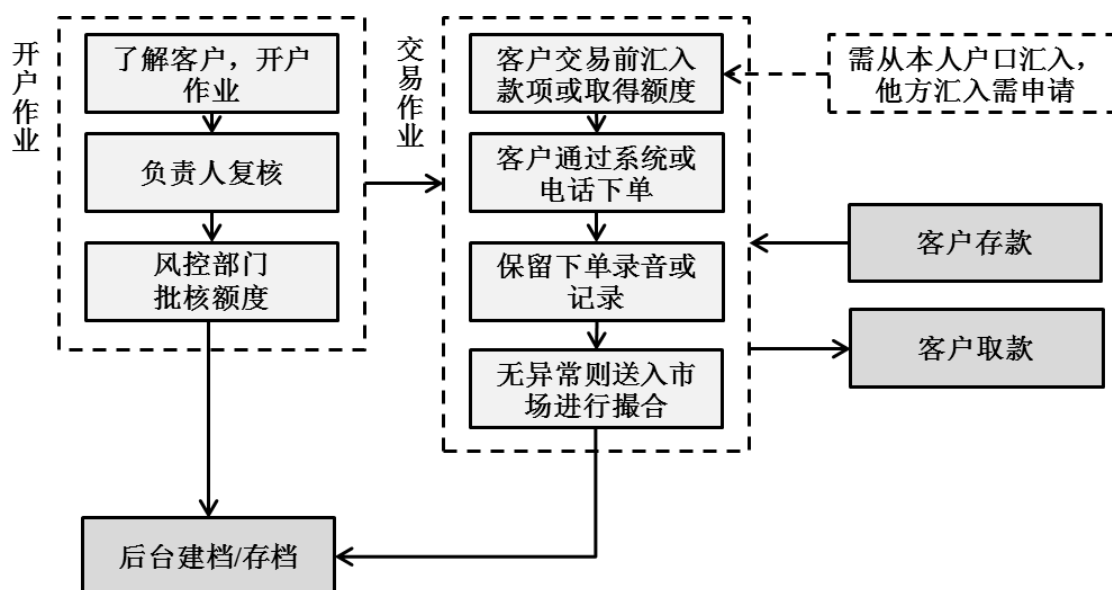 开户作业
了解客户，开户
作业
负责人复核
风控部门
批核额度
交易作业
客户交易前汇入
款项或取得额度
客户通过系统或
电话下单
保留下单录音或
记录
无异常则送入市
场进行撮合
需从本人户口汇入，
他方汇入需申请
客户存款
客户取款
后台建档/存档